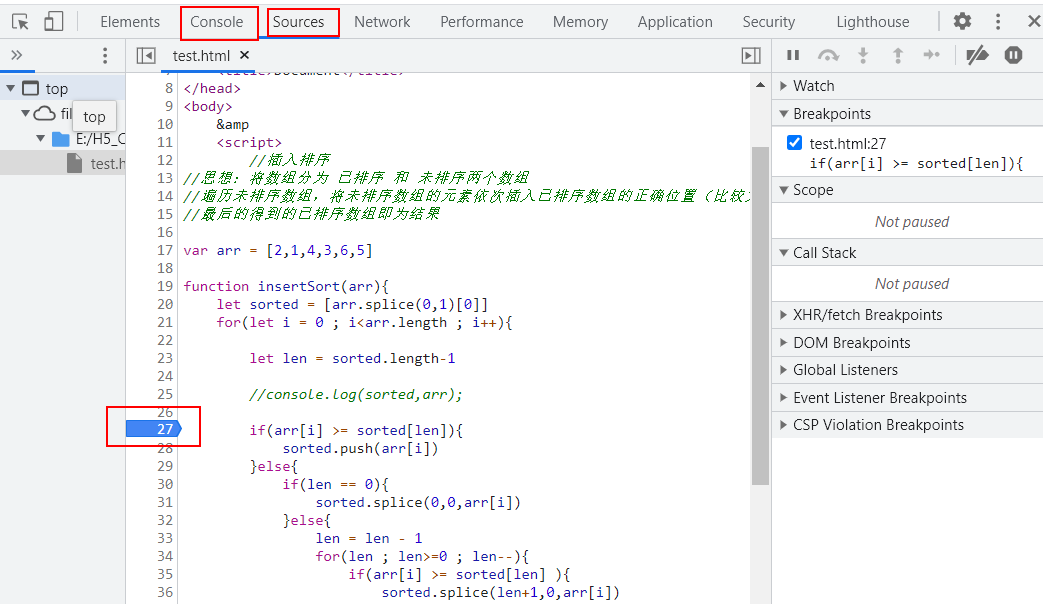 Elements Console Sources Network Performance Memory Application Security Lighthouse
test.html
top
fil
top
E:/H5_C
test.h
8 </head>
9 <body>
10 &amp
11 <script>
12 //插入排序
13 //思想：将数组分为 已排序 和 未排序两个数组
14 //遍历未排序数组，将未排序数组的元素依次插入已排序数组的正确位置（比较
15 //最后的得到的已排序数组即为结果
16
17 var arr = [2,1,4,3,6,5]
18
19 function insertSort(arr){
20 let sorted = [arr.splice(0,1)[0]]
21 for(let i = 0 ; i<arr.length ; i++){
22
23 let len = sorted.length-1
24
25 //console.log(sorted,arr);
26
27 if(arr[i] >= sorted[len]){
28 sorted.push(arr[i])
29 }else{
30 if(len == 0){
31 sorted.splice(0,0,arr[i])
32 }else{
33 len = len - 1
34 for(len ; len>=0 ; len--){
35 if(arr[i] >= sorted[len] ){
36 sorted.splice(len+1,0,arr[i])
Watch
Breakpoints
test.html:27
if(arr[i] >= sorted[len]){
Scope
Not paused
Call Stack
Not paused
XHR/fetch Breakpoints
DOM Breakpoints
Global Listeners
Event Listener Breakpoints
CSP Violation Breakpoints